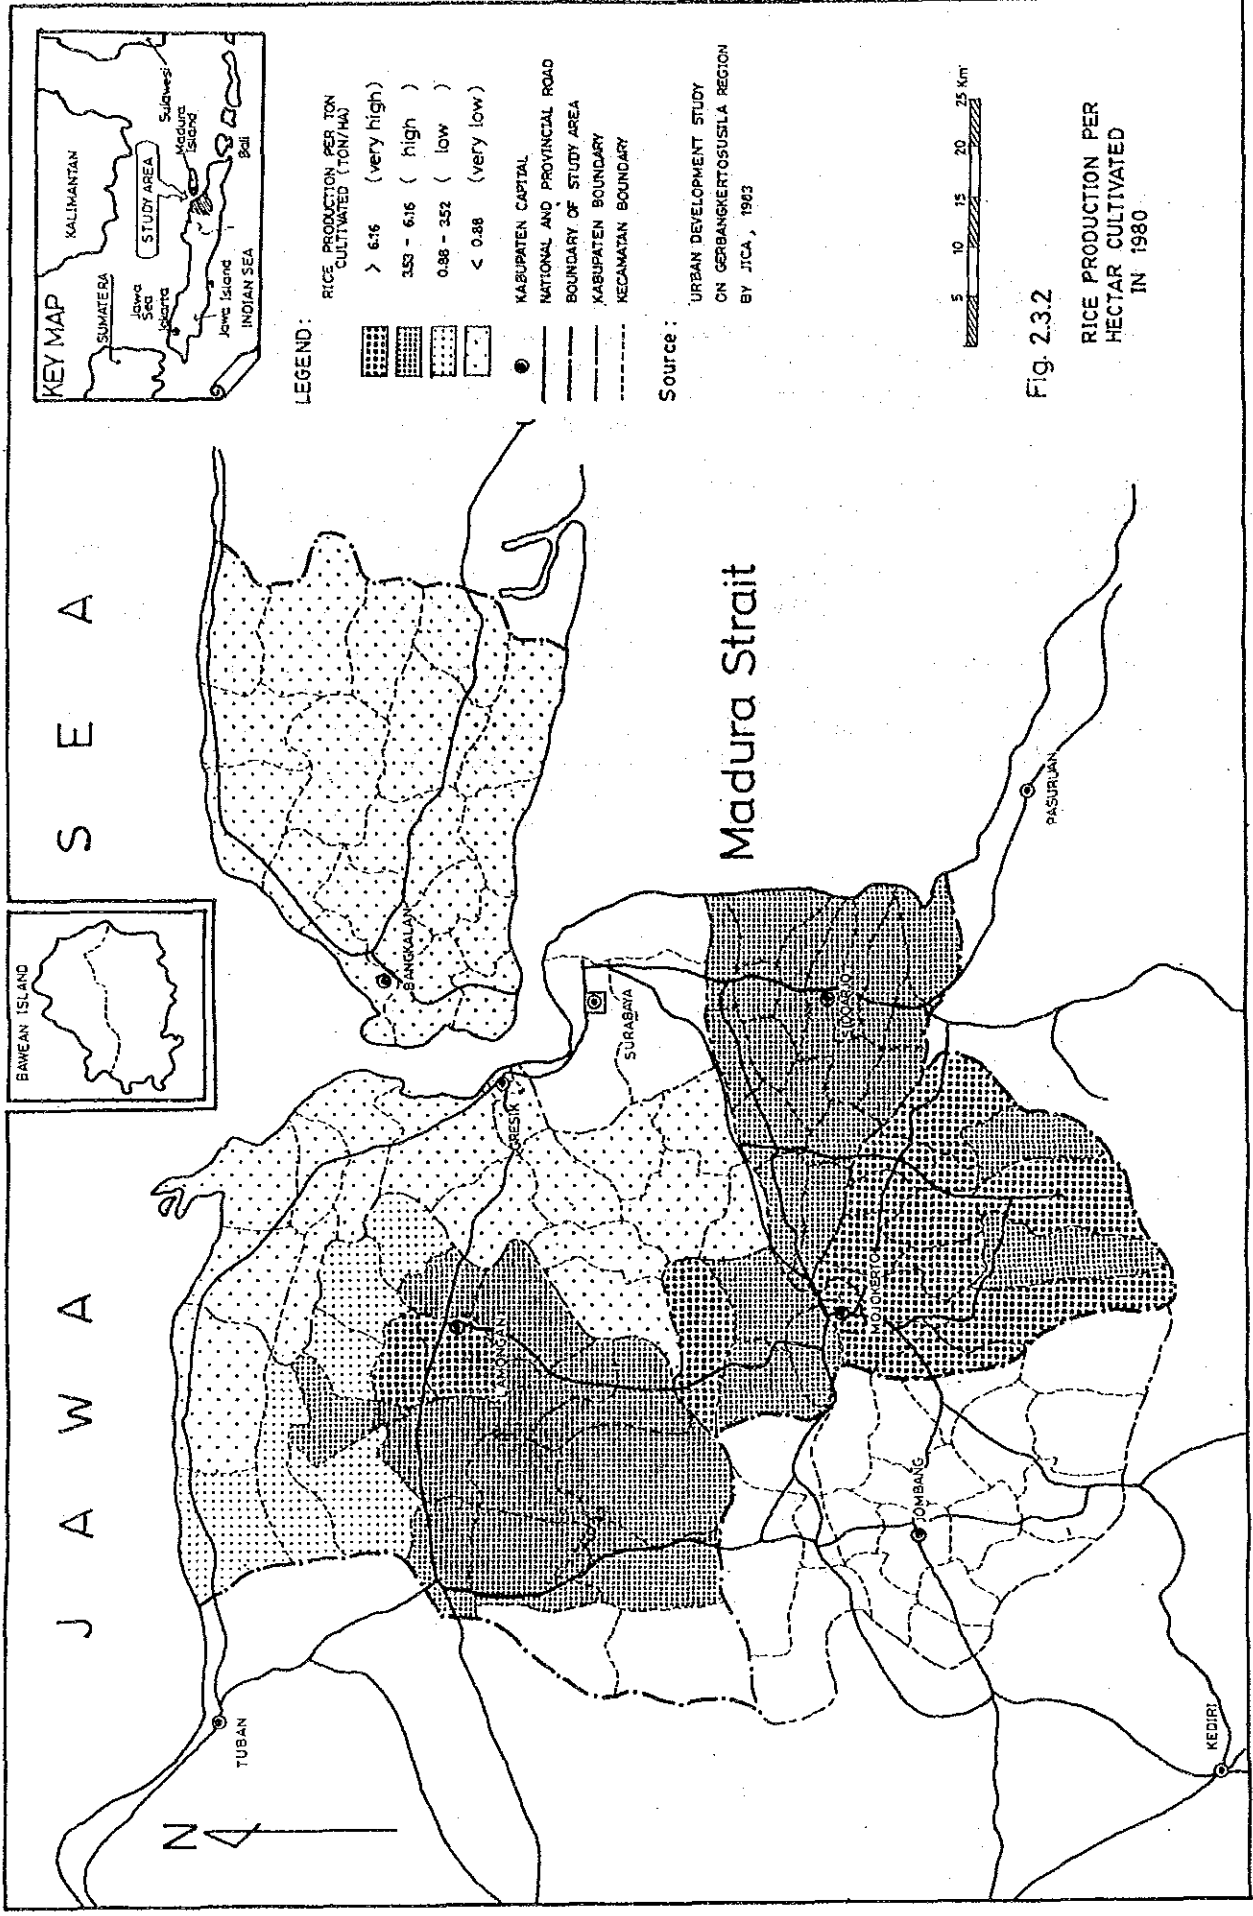 JAWA SEA
BAWEAN ISLAND
N
TUBAN
LAMONGAN
GRESIK
BANGKALAN
SURABAYA
Madura Strait
SIDOARJO
MOJOKERTO
JOMBANG
KEDIRI
PASURUAN
KEY MAP
SUMATERA
KALIMANTAN
Jawa
Sea
Jakarta
STUDY AREA
Sulawesi
Madura
Island
Jawa Island
Bali
INDIAN SEA
LEGEND:
RICE PRODUCTION PER TON
CULTIVATED (TON/HA)
> 6.16 (very high)
3.53 - 6.16 ( high )
0.88 - 3.52 ( low )
< 0.88 (very low)
KABUPATEN CAPITAL
NATIONAL AND PROVINCIAL ROAD
BOUNDARY OF STUDY AREA
KABUPATEN BOUNDARY
KECAMATAN BOUNDARY
Source:
URBAN DEVELOPMENT STUDY
ON GERBANGKERTOSUSILA REGION
BY JICA, 1983
5 10 15 20 25 Km
Fig. 2.3.2
RICE PRODUCTION PER
HECTAR CULTIVATED
IN 1980